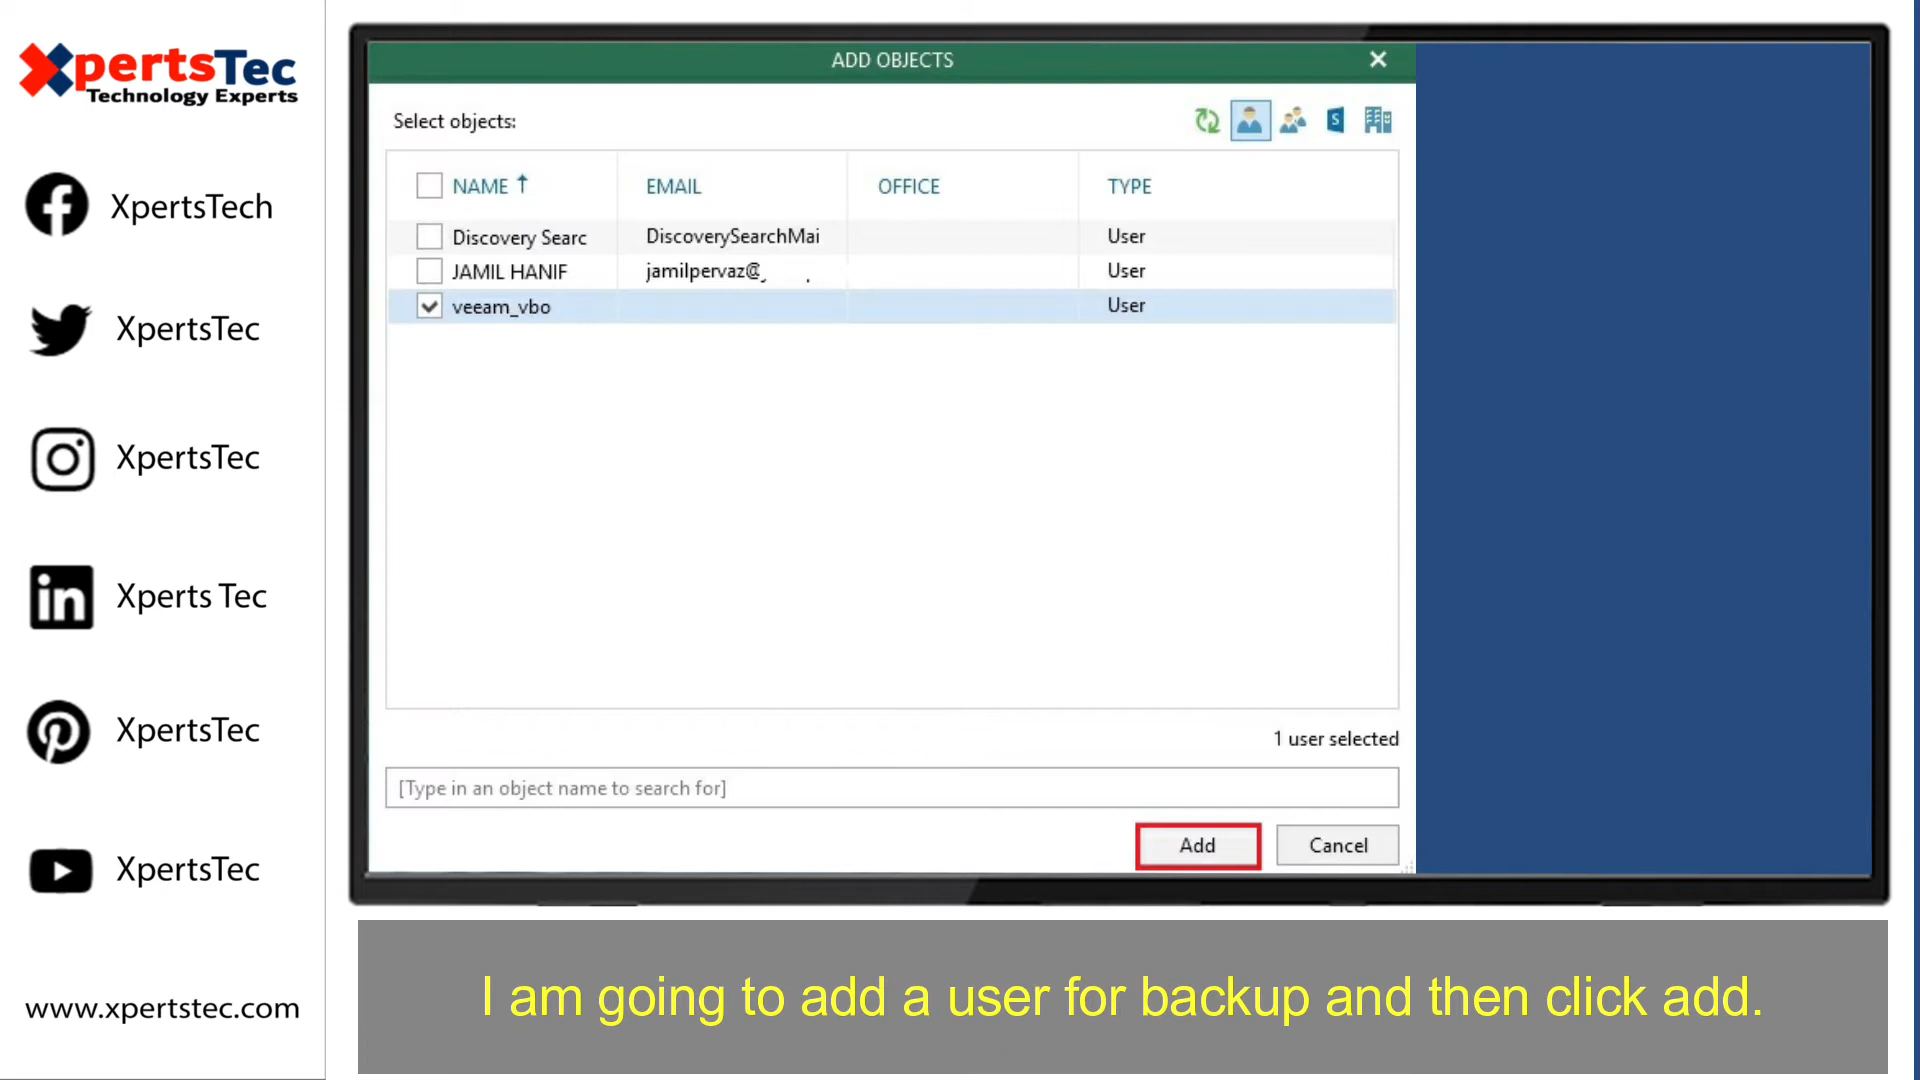 XpertsTec
Technology Experts
XpertsTech
XpertsTec
XpertsTec
Xperts Tec
XpertsTec
XpertsTec
www.xpertstec.com
ADD OBJECTS
Select objects:
NAME EMAIL OFFICE TYPE
Discovery Searc DiscoverySearchMai User
JAMIL HANIF jamilpervaz@ User
veeam_vbo User
1 user selected
[Type in an object name to search for]
Add Cancel
I am going to add a user for backup and then click add.